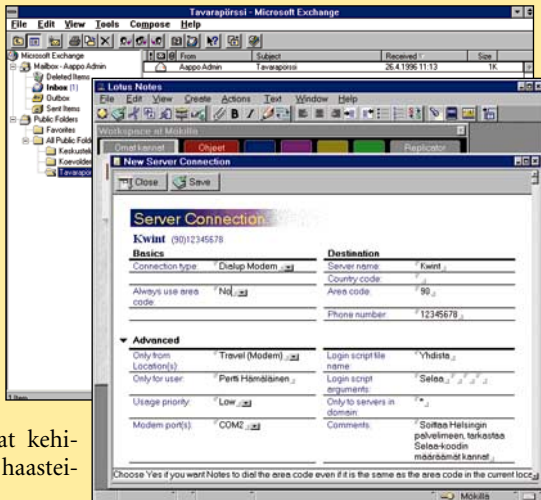 Tavarapörssi - Microsoft Exchange
File Edit View Tools Compose Help
From Subject Received Size
Microsoft Exchange
Mailbox - Aappo Admin
Deleted Items
Inbox (1)
Outbox
Sent Items
Public Folders
Favorites
All Public Fold
Keskustel
Koevolder
Tavarapör
Aappo Admin Tavarapörssi 26.4.1996 11:13 1K
1 Item
Lotus Notes
File Edit View Create Actions Text Window Help
Workspace at Mökillä
Omat kannat Ohjeet Replicator
New Server Connection
Close Save
Server Connection
Kwint (90)12345678
Basics Destination
Connection type: Dialup Modem Server name: Kwint
Country code:
Always use area code: No Area code: 90
Phone number: 12345678
Advanced
Only from Location(s): Travel (Modem) Login script file name: Yhdista
Only for user: Pertti Hämäläinen Login script arguments: Selaa
Usage priority: Low Only to servers in domain: *
Modem port(s): COM2 Comments: Soittaa Helsingin
palvelimeen, tarkastaa
Selaa-koodin
määräämät kannat
Choose Yes if you want Notes to dial the area code even if it is the same as the area code in the current loca
Mökillä
at kehi-
haastei-